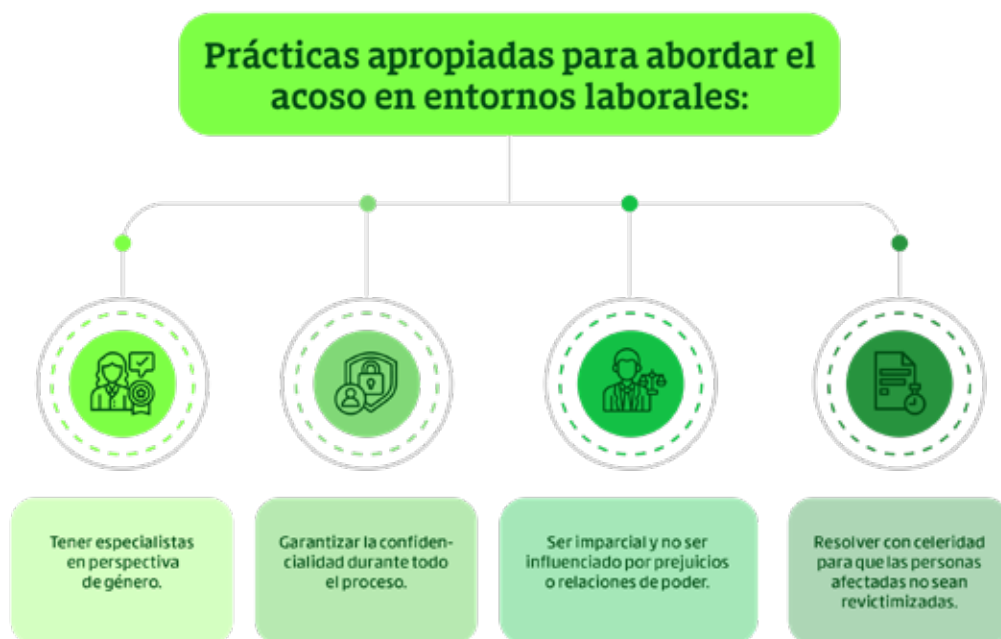 Prácticas apropiadas para abordar el
acoso en entornos laborales:
Tener especialistas
en perspectiva
de género.
Garantizar la confiden-
cialidad durante todo
el proceso.
Ser imparcial y no ser
influenciado por prejuicios
o relaciones de poder.
Resolver con celeridad
para que las personas
afectadas no sean
revictimizadas.